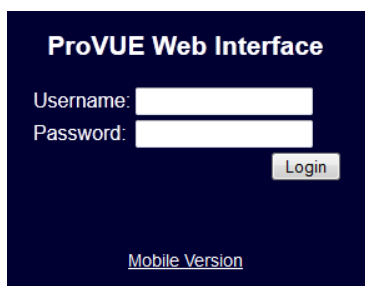 ProVUE Web Interface
Username:
Password:
Login
Mobile Version